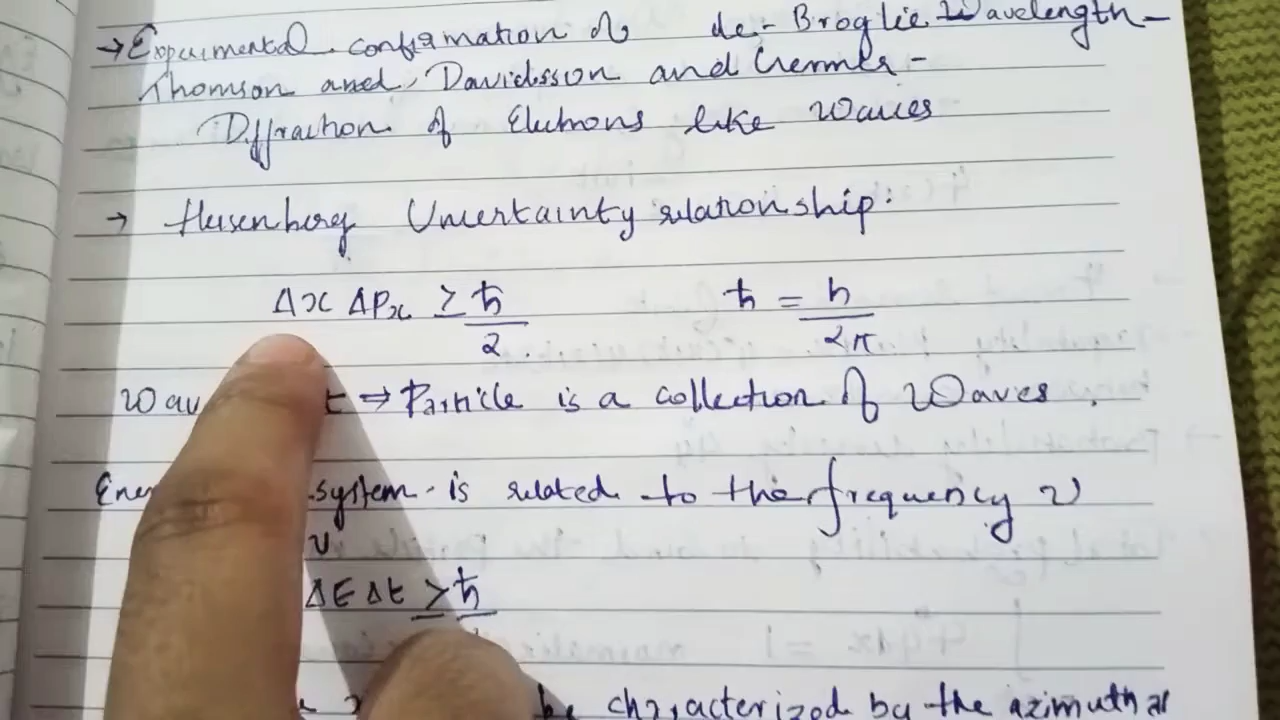 → Experimental confirmation of de-Broglie Wavelength -
Thomson and Davidsson and Germer -
Diffraction of Electrons like waves
→ Heisenberg Uncertainty relationship:
Δx ΔPx ≥ ħ/2. ħ = h/2π
⇒ Particle is a collection of Waves.
system is related to the frequency ν
ν
ΔE Δt ≥ ħ
characterized by the azimuthal